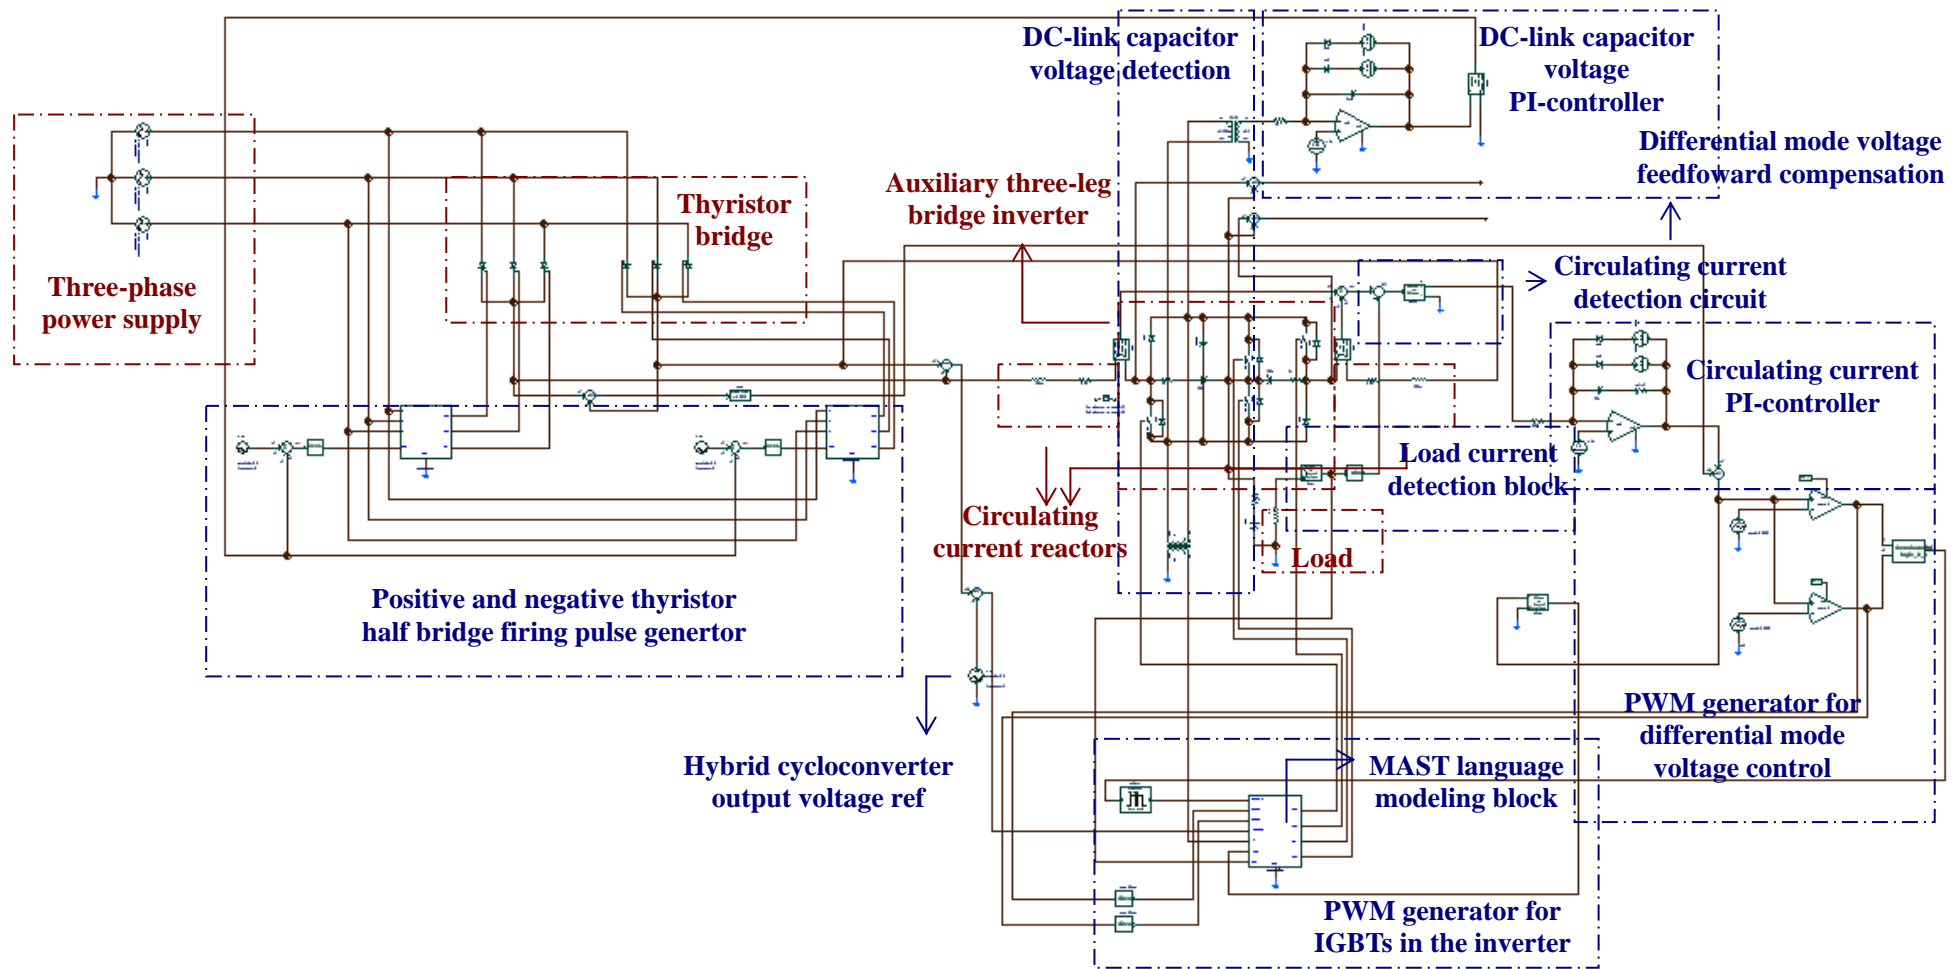 DC-link capacitor
voltage detection
DC-link capacitor
voltage
PI-controller
Differential mode voltage
feedfoward compensation
Auxiliary three-leg
bridge inverter
Thyristor
bridge
Three-phase
power supply
Circulating current
detection circuit
Circulating current
PI-controller
Load current
detection block
Circulating
current reactors
Load
Positive and negative thyristor
half bridge firing pulse genertor
Hybrid cycloconverter
output voltage ref
PWM generator for
differential mode
voltage control
MAST language
modeling block
PWM generator for
IGBTs in the inverter